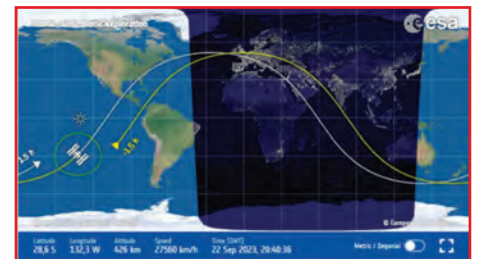 esa
1,5 h
-1,5 h
Latitude
Longitude
Altitude
Speed
Time (GMT)
28,6 S
132,3 W
426 km
27560 km/h
22 Sep 2023, 20:40:36
Metric / Imperial